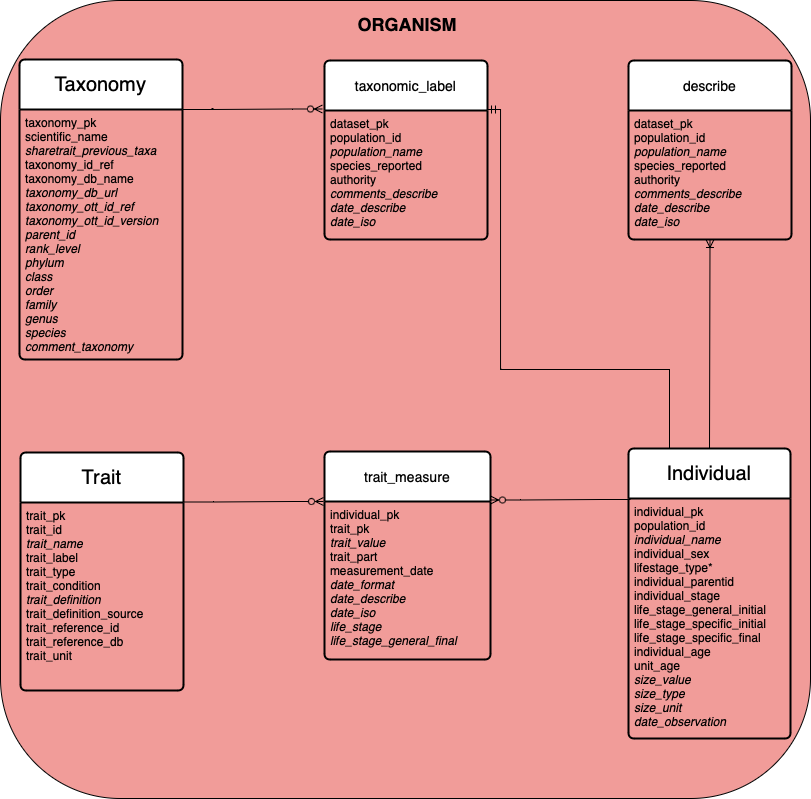 ORGANISM
Taxonomy
taxonomy_pk
scientific_name
sharetrait_previous_taxa
taxonomy_id_ref
taxonomy_db_name
taxonomy_db_url
taxonomy_ott_id_ref
taxonomy_ott_id_version
parent_id
rank_level
phylum
class
order
family
genus
species
comment_taxonomy
taxonomic_label
dataset_pk
population_id
population_name
species_reported
authority
comments_describe
date_describe
date_iso
describe
dataset_pk
population_id
population_name
species_reported
authority
comments_describe
date_describe
date_iso
Trait
trait_pk
trait_id
trait_name
trait_label
trait_type
trait_condition
trait_definition
trait_definition_source
trait_reference_id
trait_reference_db
trait_unit
trait_measure
individual_pk
trait_pk
trait_value
trait_part
measurement_date
date_format
date_describe
date_iso
life_stage
life_stage_general_final
Individual
individual_pk
population_id
individual_name
individual_sex
lifestage_type*
individual_parentid
individual_stage
life_stage_general_initial
life_stage_specific_initial
life_stage_specific_final
individual_age
unit_age
size_value
size_type
size_unit
date_observation